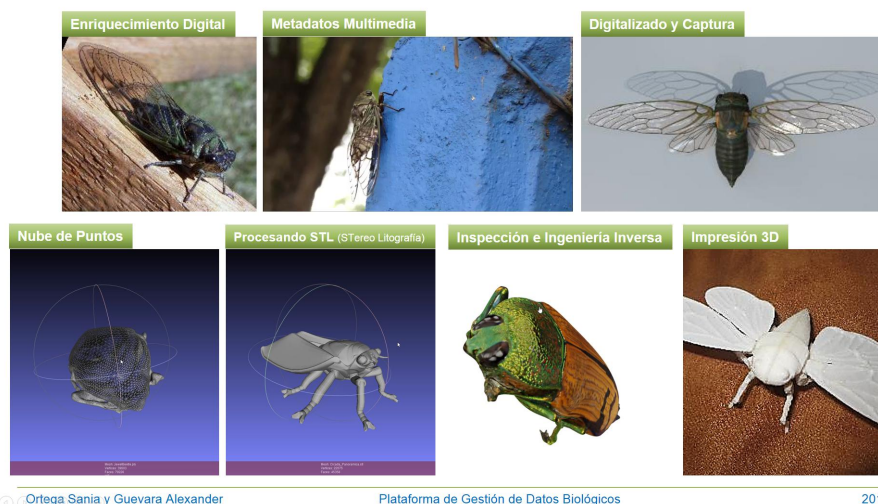 Enriquecimiento Digital
Metadatos Multimedia
Digitalizado y Captura
Nube de Puntos
Procesando STL (STereo Litografía)
Inspección e Ingeniería Inversa
Impresión 3D
Ortega Sania y Guevara Alexander
Plataforma de Gestión de Datos Biológicos
20